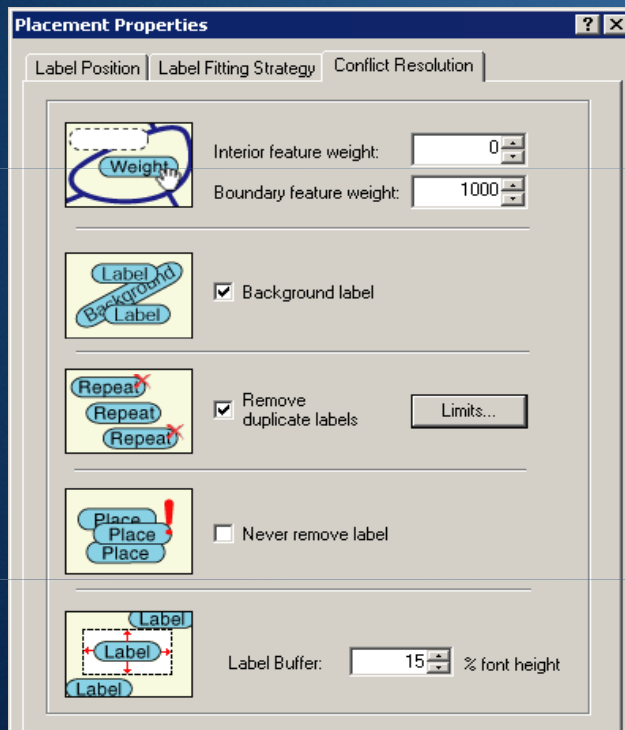 Placement Properties
Label Position Label Fitting Strategy Conflict Resolution
Weight
Interior feature weight: 0
Boundary feature weight: 1000
Label
Background
Label
Background label
Repeat
Repeat
Repeat
Remove
duplicate labels
Limits...
Place
Place
Place
!
Never remove label
Label
Label
Label
Label Buffer: 15 % font height